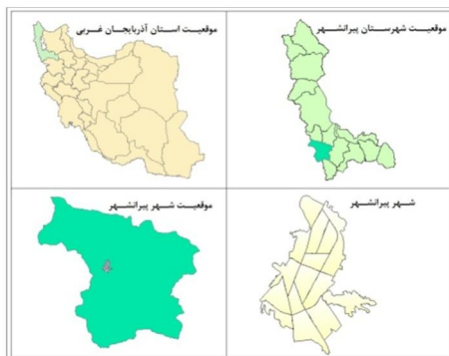 موقعیت استان آذربایجان غربی
موقعیت شهرستان پیرانشهر
موقعیت شهر پیرانشهر
شهر پیرانشهر